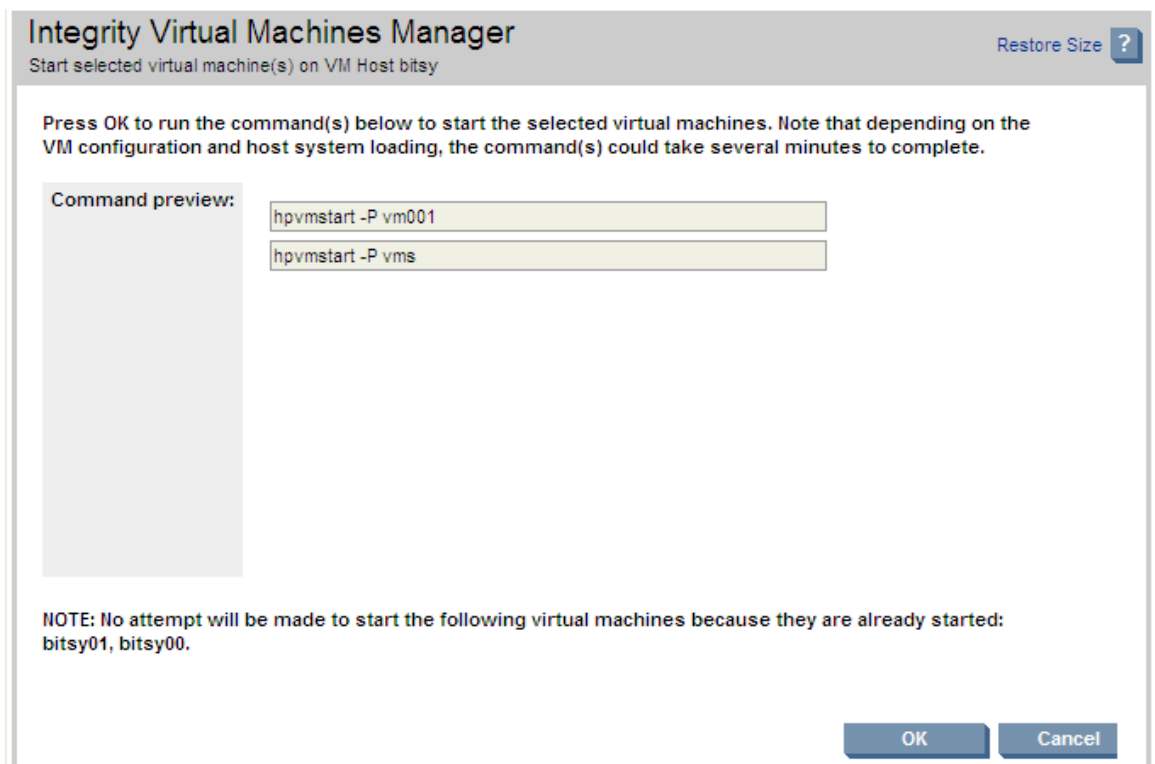 Integrity Virtual Machines Manager
Restore Size ?
Start selected virtual machine(s) on VM Host bitsy
Press OK to run the command(s) below to start the selected virtual machines. Note that depending on the
VM configuration and host system loading, the command(s) could take several minutes to complete.
Command preview:
hpvmstart -P vm001
hpvmstart -P vms
NOTE: No attempt will be made to start the following virtual machines because they are already started:
bitsy01, bitsy00.
OK
Cancel